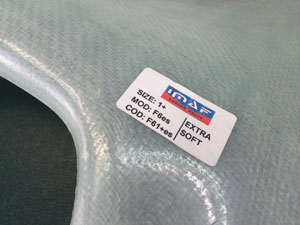 IMAF
SIZE: 1+
MOD: F6es
COD: F61+es
EXTRA
SOFT